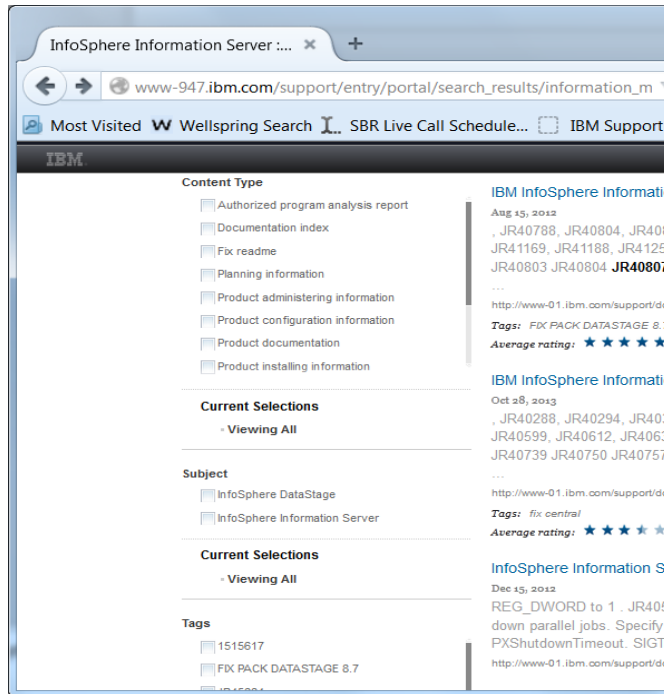 InfoSphere Information Server :... × +
www-947.ibm.com/support/entry/portal/search_results/information_m
Most Visited W Wellspring Search SBR Live Call Schedule... IBM Support
IBM
Content Type
Authorized program analysis report
Documentation index
Fix readme
Planning information
Product administering information
Product configuration information
Product documentation
Product installing information
Current Selections
Viewing All
Subject
InfoSphere DataStage
InfoSphere Information Server
Current Selections
Viewing All
Tags
1515617
FIX PACK DATASTAGE 8.7
IBM InfoSphere Informati
Aug 15, 2012
, JR40788, JR40804, JR408
JR41169, JR41188, JR4125
JR40803 JR40804 JR40807
...
http://www-01.ibm.com/support/do
Tags: FIX PACK DATASTAGE 8.7
Average rating:
IBM InfoSphere Informati
Oct 28, 2013
, JR40288, JR40294, JR403
JR40599, JR40612, JR4063
JR40739 JR40750 JR40757
...
http://www-01.ibm.com/support/do
Tags: fix central
Average rating:
InfoSphere Information S
Dec 15, 2012
REG_DWORD to 1 . JR405
down parallel jobs. Specify
PXShutdownTimeout. SIGT
http://www-01.ibm.com/support/do